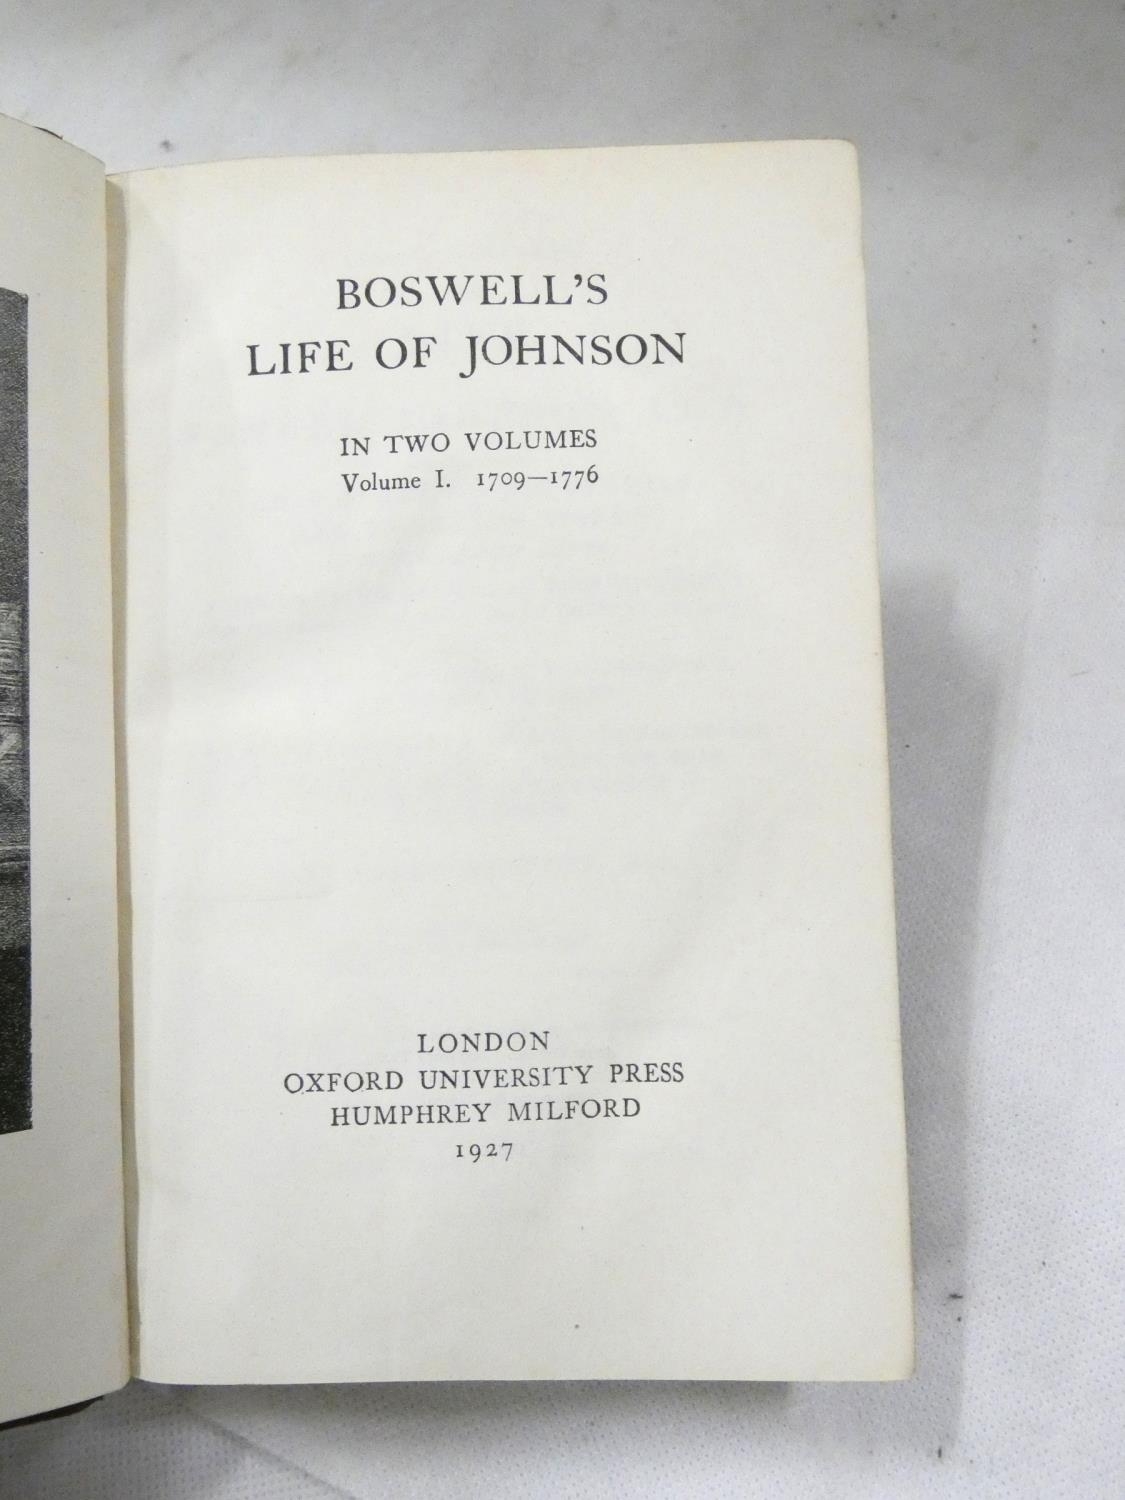 BOSWELL'S
LIFE OF JOHNSON
IN TWO VOLUMES
Volume I. 1709—1776
LONDON
OXFORD UNIVERSITY PRESS
HUMPHREY MILFORD
1927